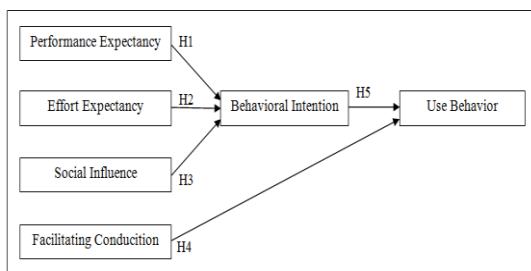 Performance Expectancy
H1
H5
Effort Expectancy
H2
Behavioral Intention
Use Behavior
Social Influence
H3
Facilitating Conducition
H4